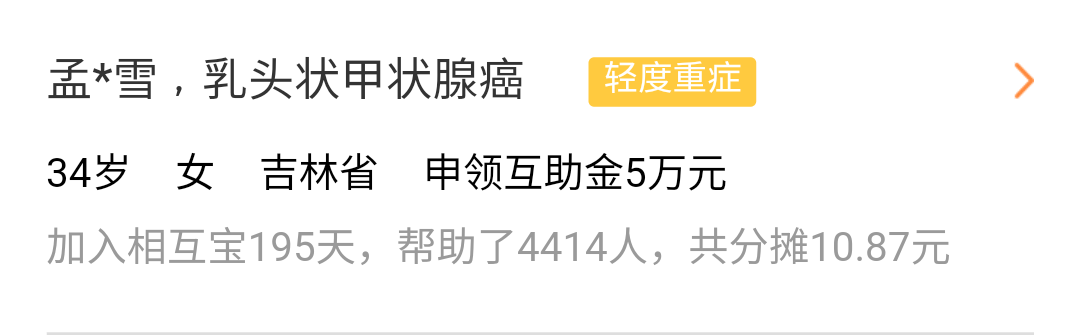 孟*雪，乳头状甲状腺癌 轻度重症
34岁 女 吉林省 申领互助金5万元
加入相互宝195天，帮助了4414人，共分摊10.87元